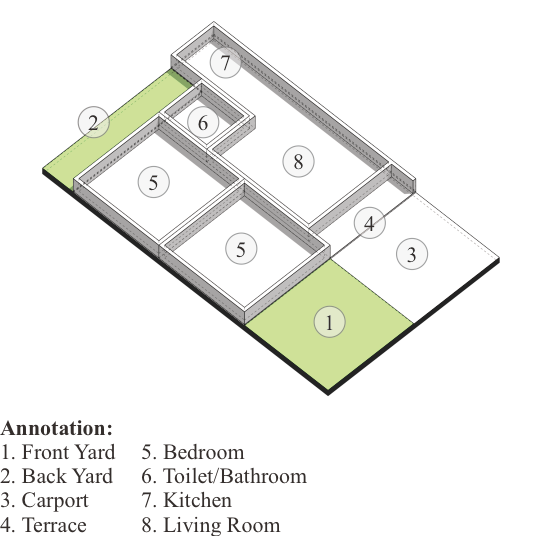 7
2
6
5
8
4
5
3
1
Annotation:
1. Front Yard 5. Bedroom
2. Back Yard 6. Toilet/Bathroom
3. Carport 7. Kitchen
4. Terrace 8. Living Room